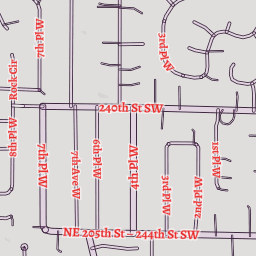 7th Pl W
3rd Pl W
Rock Cir
240th St SW
8th Pl W
7th Pl W
7th Ave W
6th Pl W
4th Pl W
3rd Pl W
2nd Pl W
1st Pl W
NE 205th St - 244th St SW